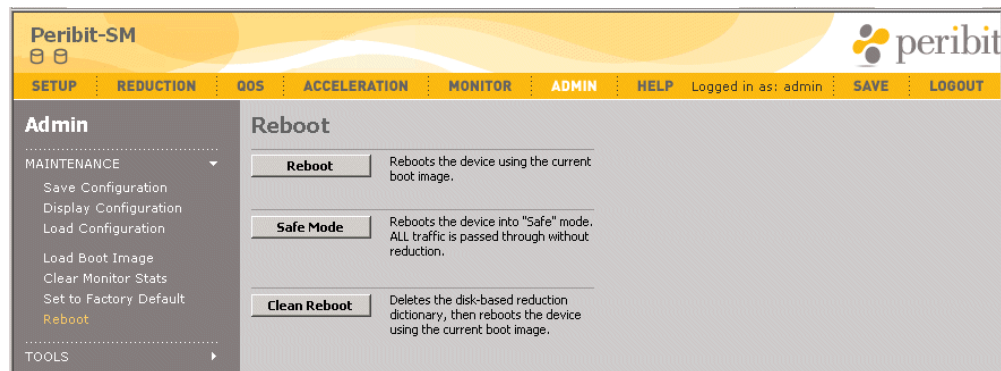 Peribit-SM
peribit
SETUP REDUCTION QOS ACCELERATION MONITOR ADMIN HELP Logged in as: admin SAVE LOGOUT
Admin
MAINTENANCE
Save Configuration
Display Configuration
Load Configuration
Load Boot Image
Clear Monitor Stats
Set to Factory Default
Reboot
TOOLS
Reboot
Reboot
Reboots the device using the current
boot image.
Safe Mode
Reboots the device into "Safe" mode.
ALL traffic is passed through without
reduction.
Clean Reboot
Deletes the disk-based reduction
dictionary, then reboots the device
using the current boot image.